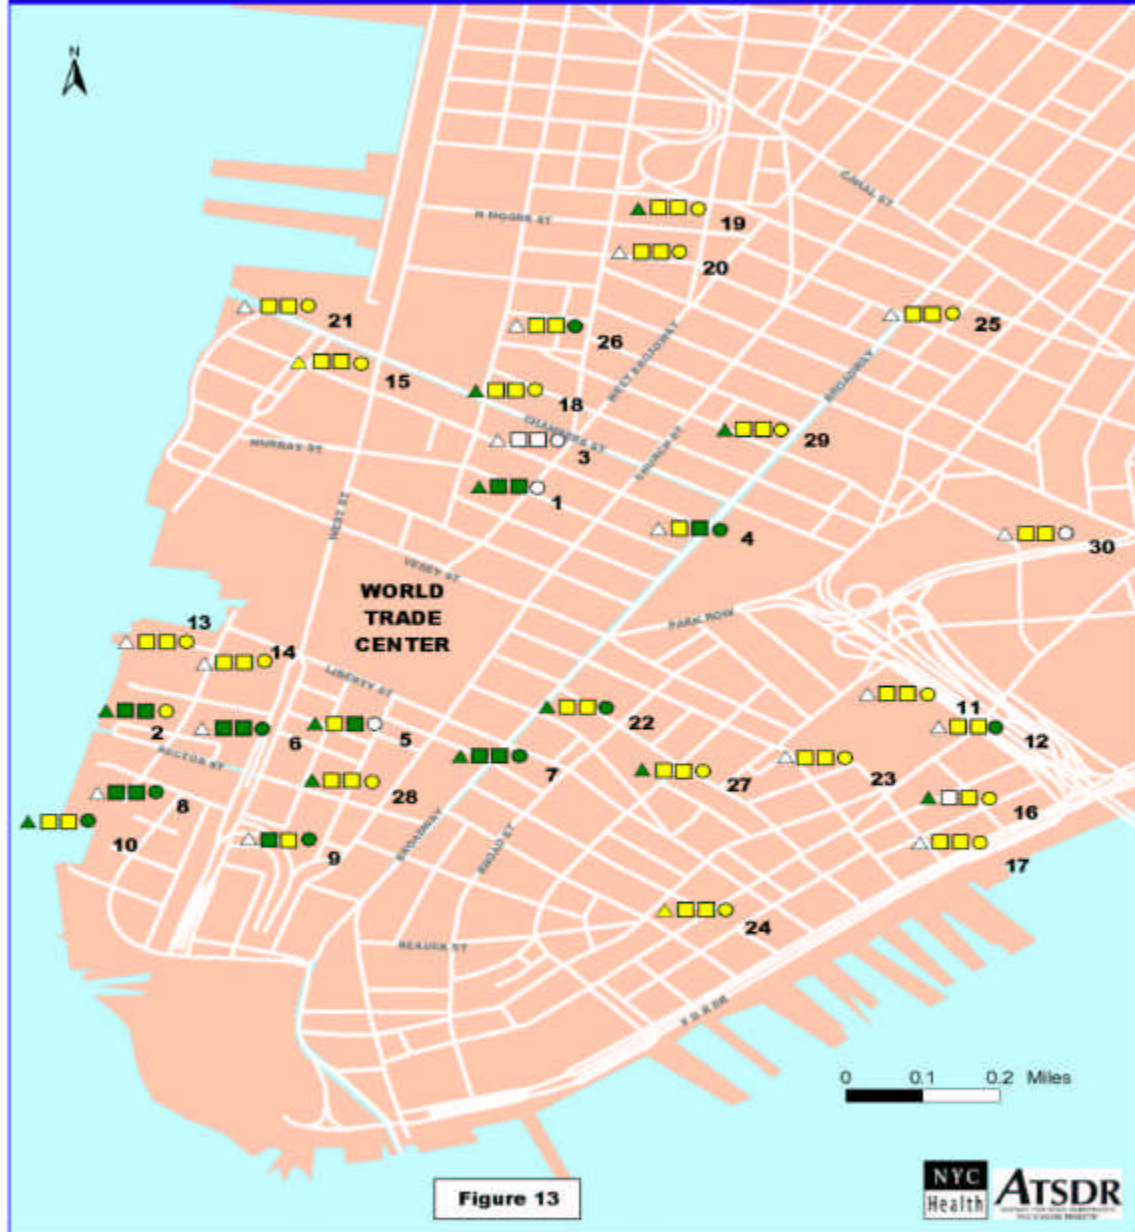 N
CANAL ST
19
N MOORE ST
20
21
25
26
WEST BROADWAY
15
BROADWAY
18
CHAMBERS ST
29
MURRAY ST
3
CHURCH ST
1
WEST ST
4
30
VESEY ST
WORLD
TRADE
CENTER
PARK ROW
13
14
LIBERTY ST
11
2
6
5
22
12
RECTOR ST
7
27
23
8
28
16
10
9
BROADWAY
BROAD ST
17
24
BEAVER ST
F D R DR
0 0.1 0.2 Miles
Figure 13
NYC
Health
ATSDR